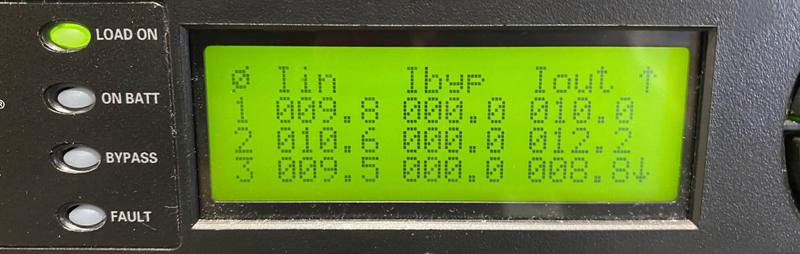 LOAD ON
® ON BATT
BYPASS
FAULT
Ø Iin Ibyp Iout ↑
1 009.8 000.0 010.0
2 010.6 000.0 012.2
3 009.5 000.0 008.8↓